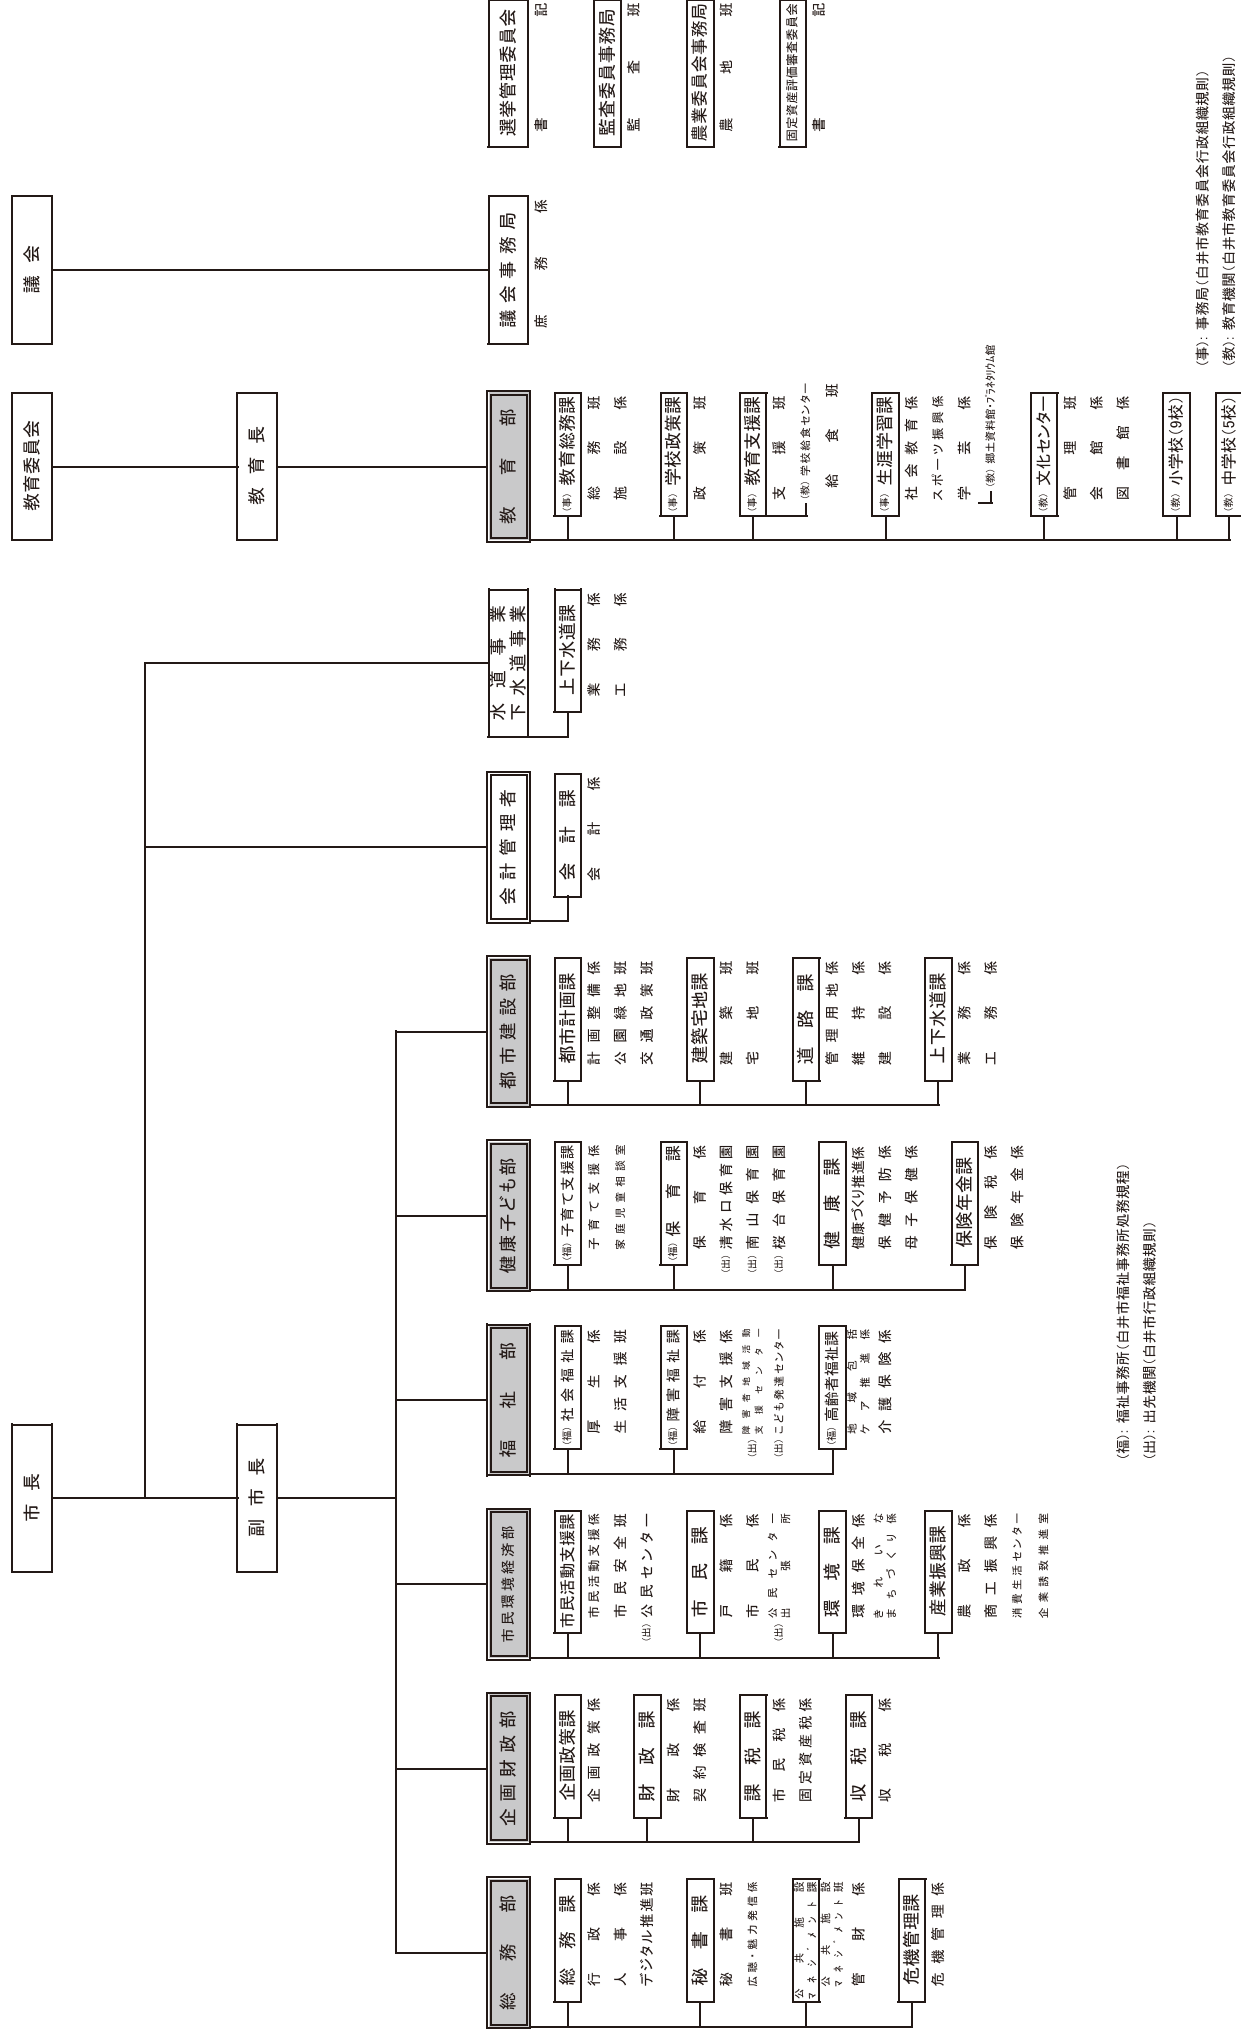 市長
副市長
総務部
総務課
行政係
人事係
デジタル推進班
秘書課
秘書班
広聴・魅力発信係
公共施設
マネジメント課
公共施設
マネジメント班
管財係
危機管理課
危機管理係
企画財政部
企画政策課
企画政策係
財政課
財政係
契約検査班
課税課
市民税係
固定資産税係
収税課
収税係
市民環境経済部
市民活動支援課
市民活動支援係
市民安全班
(出)公民センター
市民課
戸籍係
市民係
(出)公民センター
出張所
環境課
環境保全係
きれいな
まちづくり係
産業振興課
農政係
商工振興係
消費生活センター
企業誘致推進室
福祉部
(福)社会福祉課
厚生係
生活支援班
(福)障害福祉課
給付係
障害支援係
(出)障害者地域活動
支援センター
(出)こども発達センター
(福)高齢者福祉課
地域包括
ケア推進係
介護保険係
健康子ども部
(福)子育て支援課
子育て支援係
家庭児童相談室
(福)保育課
保育係
(出)清水口保育園
(出)南山保育園
(出)桜台保育園
健康課
健康づくり推進係
保健予防係
母子保健係
保険年金課
保険税係
保険年金係
都市建設部
都市計画課
計画整備係
公園緑地班
交通政策班
建築宅地課
建築班
宅地班
道路課
管理用地係
維持係
建設係
上下水道課
業務係
工務係
会計管理者
会計課
会計係
水道事業
下水道事業
上下水道課
業務係
工務係
教育委員会
教育長
教育部
(事)教育総務課
総務班
施設係
(事)学校政策課
政策班
(事)教育支援課
支援班
(教)学校給食センター
給食班
(事)生涯学習課
社会教育係
スポーツ振興係
学芸係
(教)郷土資料館・プラネタリウム館
(教)文化センター
管理班
会館係
図書館係
(教)小学校(9校)
(教)中学校(5校)
議会
議会事務局
庶務係
選挙管理委員会
書記
監査委員事務局
監査班
農業委員会事務局
農地班
固定資産評価審査委員会
書記
(福):福祉事務所(白井市福祉事務所処務規程)
(出):出先機関(白井市行政組織規則)
(事):事務局(白井市教育委員会行政組織規則)
(教):教育機関(白井市教育委員会行政組織規則)